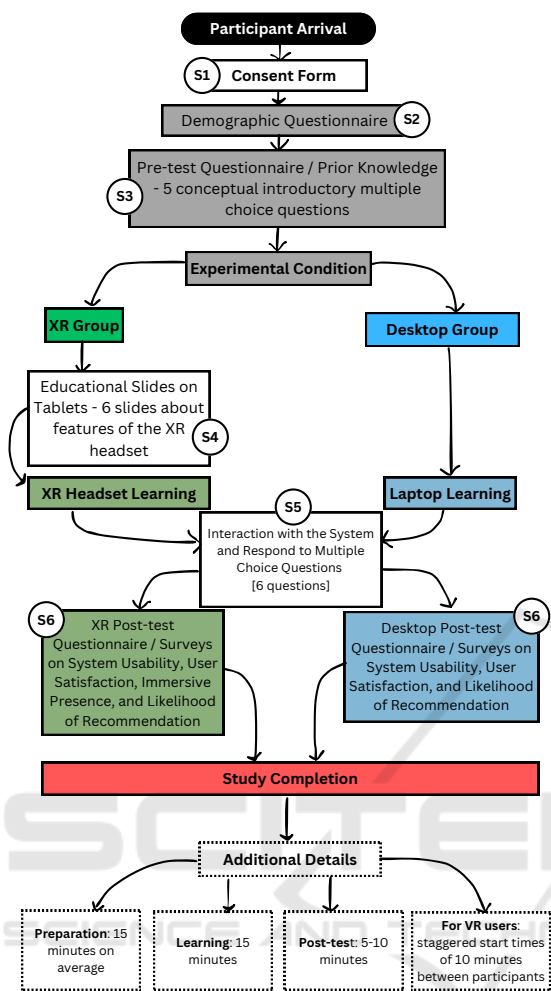 Participant Arrival
S1
Consent Form
Demographic Questionnaire
S2
Pre-test Questionnaire / Prior Knowledge
- 5 conceptual introductory multiple
choice questions
S3
Experimental Condition
XR Group
Desktop Group
Educational Slides on
Tablets - 6 slides about
features of the XR
headset
S4
XR Headset Learning
Laptop Learning
S5
Interaction with the System
and Respond to Multiple
Choice Questions
[6 questions]
S6
XR Post-test
Questionnaire / Surveys
on System Usability, User
Satisfaction, Immersive
Presence, and Likelihood
of Recommendation
S6
Desktop Post-test
Questionnaire / Surveys on
System Usability, User
Satisfaction, and Likelihood
of Recommendation
Study Completion
Additional Details
Preparation: 15
minutes on
average
Learning: 15
minutes
Post-test: 5-10
minutes
For VR users:
staggered start times
of 10 minutes
between participants
SCITE
SCIENCE AND TECHN